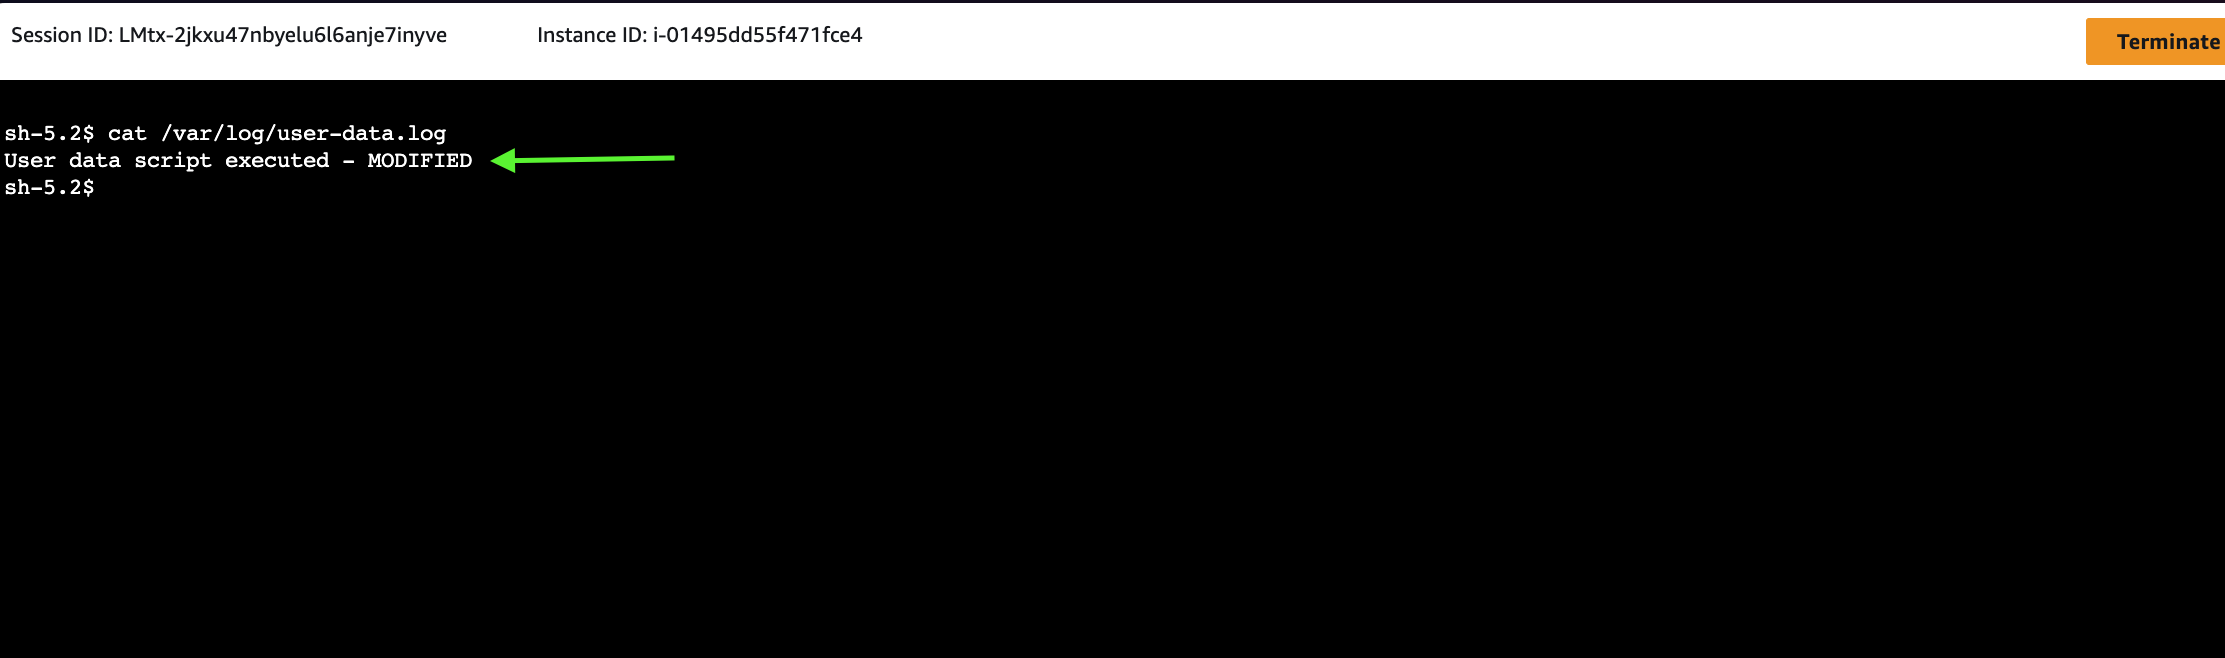 Session ID: LMtx-2jkxu47nbyelu6l6anje7inyve Instance ID: i-01495dd55f471fce4 Terminate
sh-5.2$ cat /var/log/user-data.log
User data script executed - MODIFIED
sh-5.2$